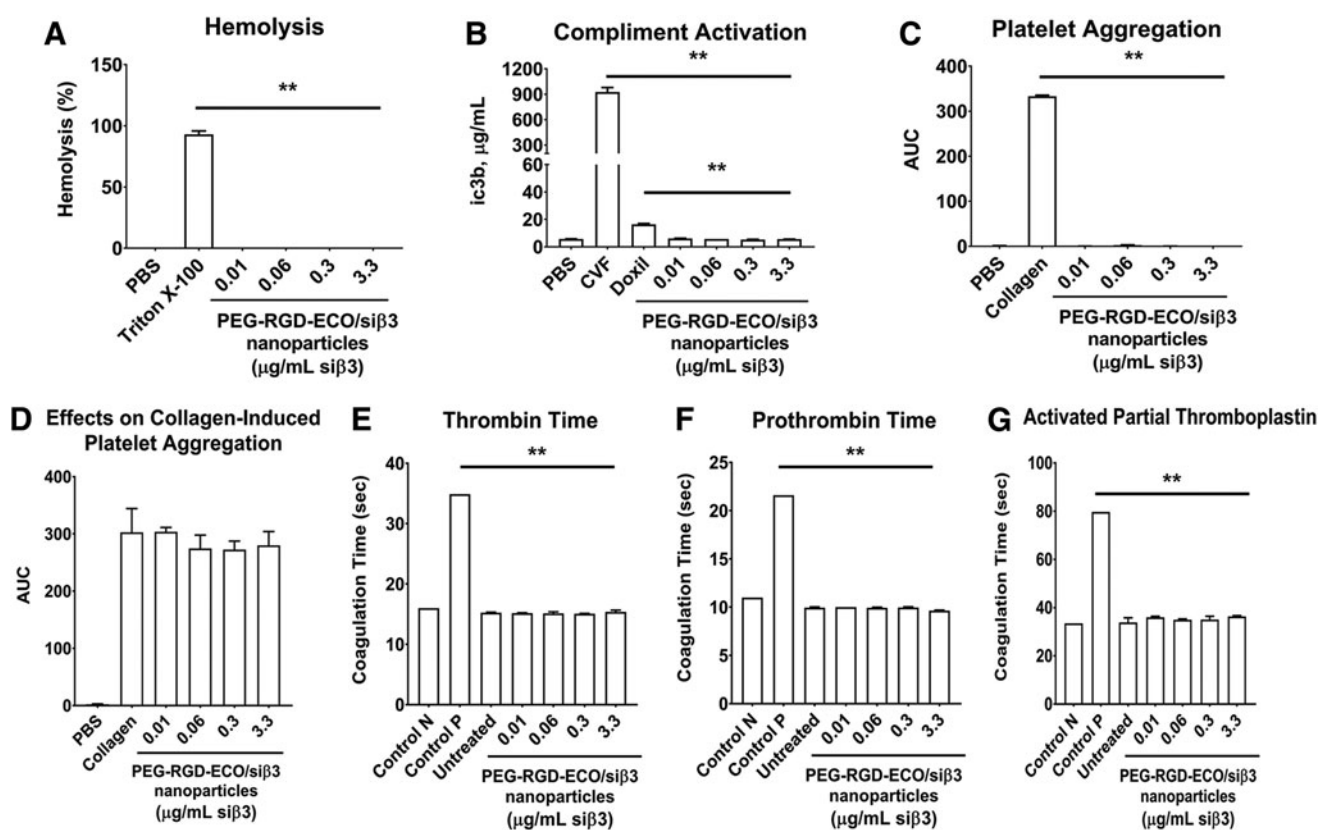 A Hemolysis
Hemolysis (%)
150
100
50
0
**
PBS
Triton X-100
0.01
0.06
0.3
3.3
PEG-RGD-ECO/siβ3
nanoparticles
(μg/mL siβ3)
B Compliment Activation
ic3b, μg/mL
1200
900
600
300
60
40
20
0
**
**
PBS
CVF
Doxil
0.01
0.06
0.3
3.3
PEG-RGD-ECO/siβ3
nanoparticles
(μg/mL siβ3)
C Platelet Aggregation
AUC
400
300
200
100
0
**
PBS
Collagen
0.01
0.06
0.3
3.3
PEG-RGD-ECO/siβ3
nanoparticles
(μg/mL siβ3)
D Effects on Collagen-Induced
Platelet Aggregation
AUC
400
300
200
100
0
PBS
Collagen
0.01
0.06
0.3
3.3
PEG-RGD-ECO/siβ3
nanoparticles
(μg/mL siβ3)
E Thrombin Time
Coagulation Time (sec)
40
30
20
10
0
**
Control N
Control P
Untreated
0.01
0.06
0.3
3.3
PEG-RGD-ECO/siβ3
nanoparticles
(μg/mL siβ3)
F Prothrombin Time
Coagulation Time (sec)
25
20
15
10
5
0
**
Control N
Control P
Untreated
0.01
0.06
0.3
3.3
PEG-RGD-ECO/siβ3
nanoparticles
(μg/mL siβ3)
G Activated Partial Thromboplastin
Coagulation Time (sec)
100
80
60
40
20
0
**
Control N
Control P
Untreated
0.01
0.06
0.3
3.3
PEG-RGD-ECO/siβ3
nanoparticles
(μg/mL siβ3)